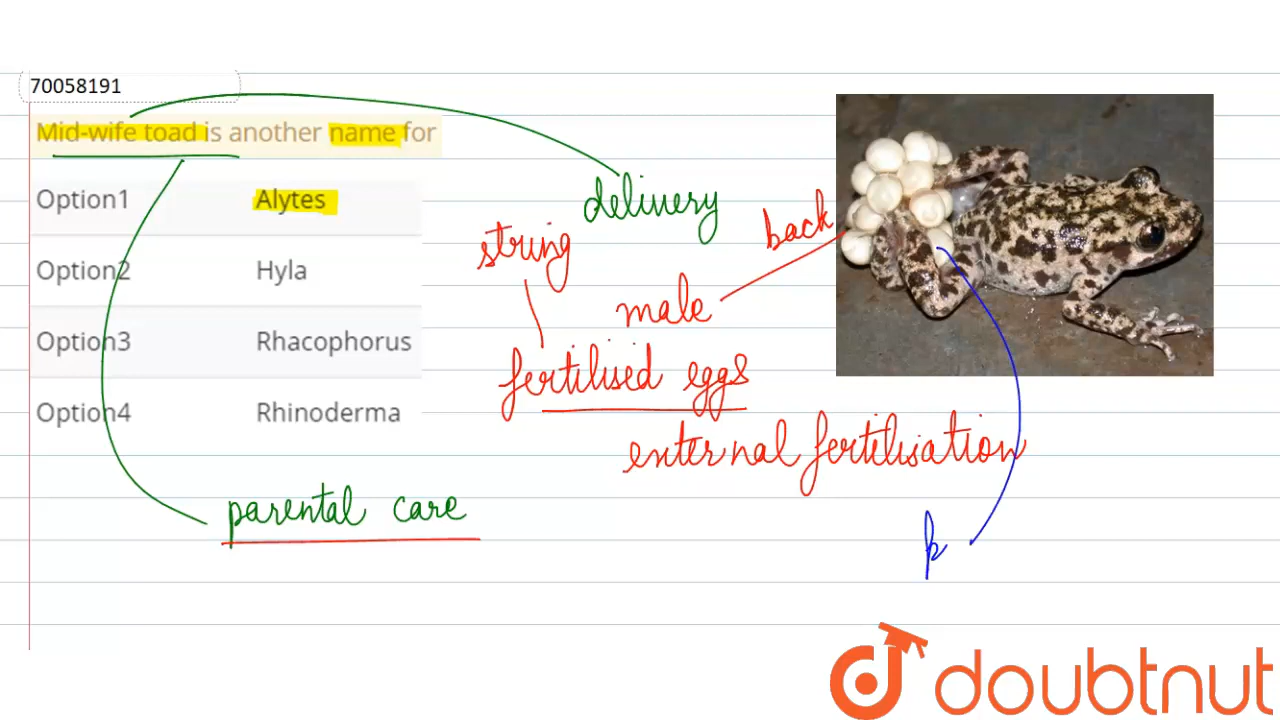 70058191
Mid-wife toad is another name for
Option1 Alytes
Option2 Hyla
Option3 Rhacophorus
Option4 Rhinoderma
delivery
string
back
male
fertilised eggs
external fertilisation
parental care
doubtnut